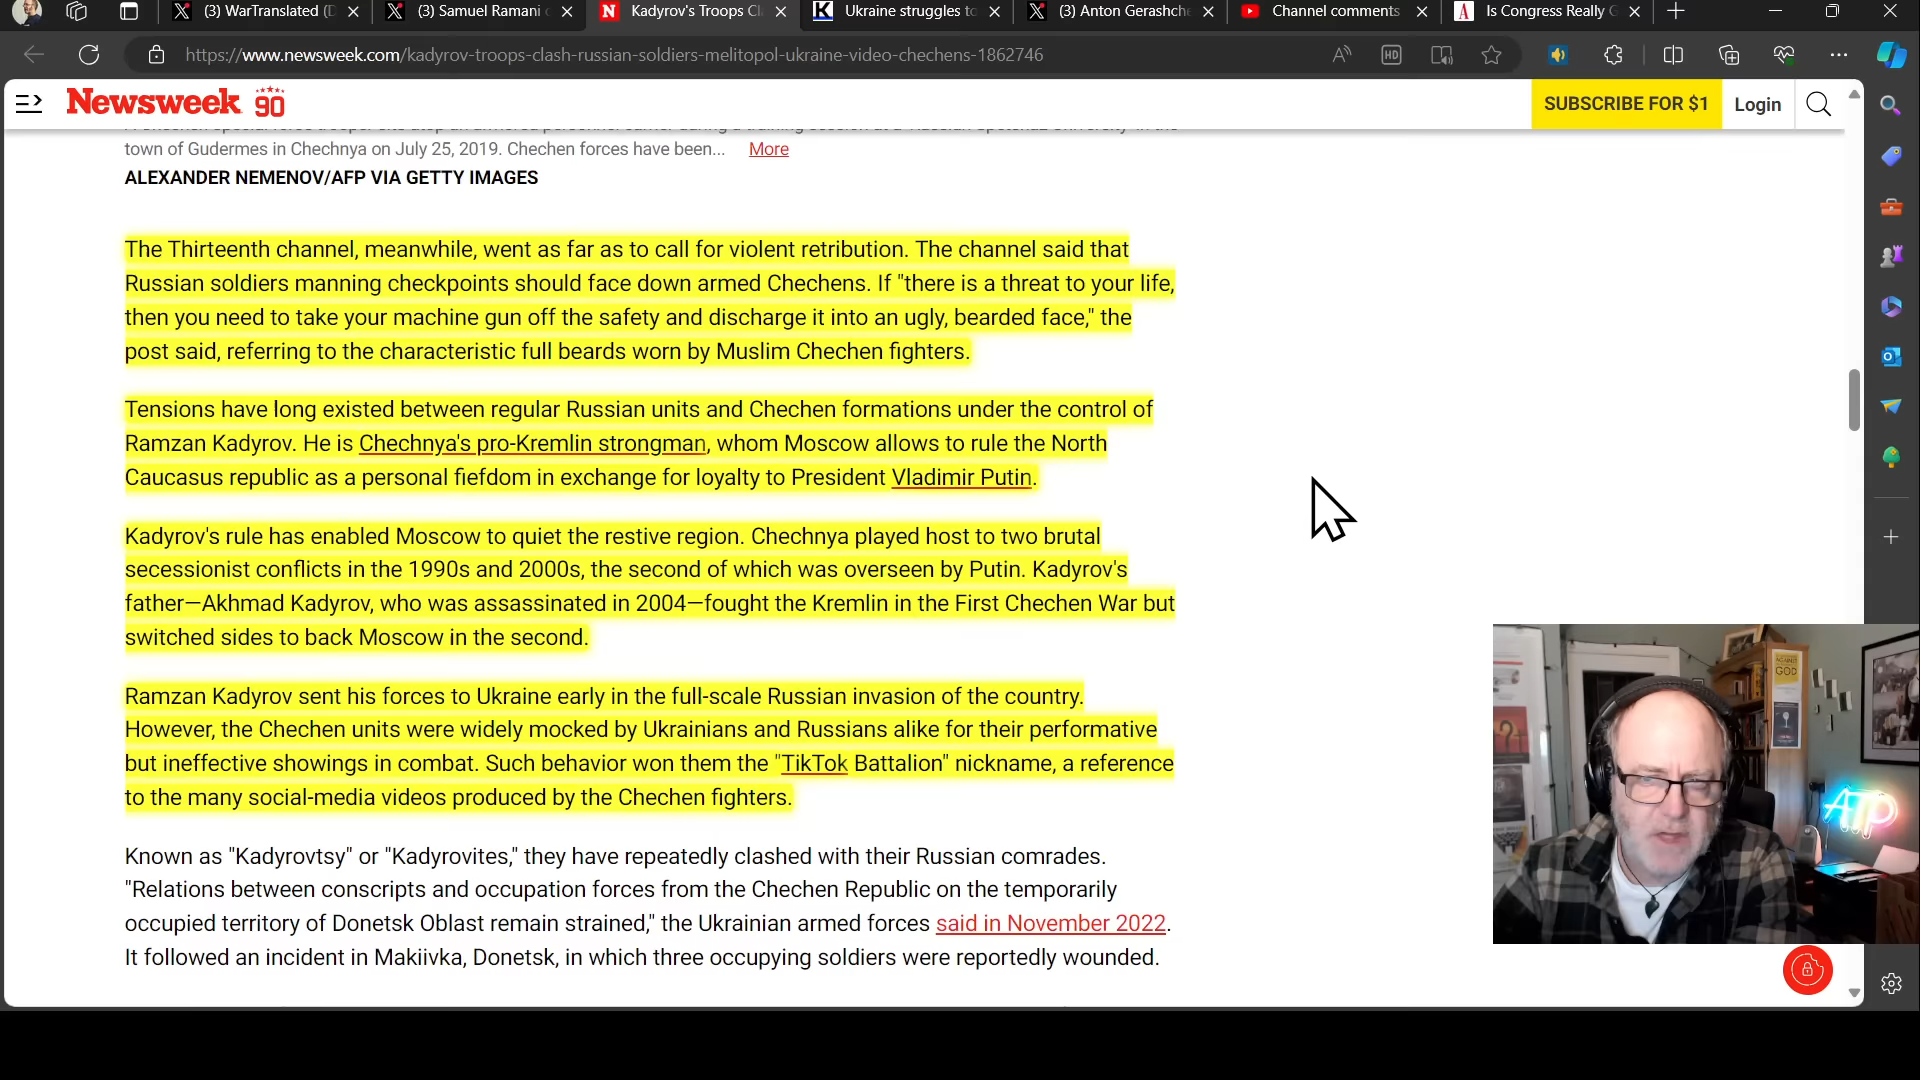 (3) WarTranslated (D
(3) Samuel Ramani
Kadyrov's Troops Cl
Ukraine struggles to
(3) Anton Gerashche
Channel comments
Is Congress Really G
https://www.newsweek.com/kadyrov-troops-clash-russian-soldiers-melitopol-ukraine-video-chechens-1862746
Newsweek 90
SUBSCRIBE FOR $1
Login
town of Gudermes in Chechnya on July 25, 2019. Chechen forces have been... More
ALEXANDER NEMENOV/AFP VIA GETTY IMAGES
The Thirteenth channel, meanwhile, went as far as to call for violent retribution. The channel said that
Russian soldiers manning checkpoints should face down armed Chechens. If "there is a threat to your life,
then you need to take your machine gun off the safety and discharge it into an ugly, bearded face," the
post said, referring to the characteristic full beards worn by Muslim Chechen fighters.
Tensions have long existed between regular Russian units and Chechen formations under the control of
Ramzan Kadyrov. He is Chechnya's pro-Kremlin strongman, whom Moscow allows to rule the North
Caucasus republic as a personal fiefdom in exchange for loyalty to President Vladimir Putin.
Kadyrov's rule has enabled Moscow to quiet the restive region. Chechnya played host to two brutal
secessionist conflicts in the 1990s and 2000s, the second of which was overseen by Putin. Kadyrov's
father—Akhmad Kadyrov, who was assassinated in 2004—fought the Kremlin in the First Chechen War but
switched sides to back Moscow in the second.
Ramzan Kadyrov sent his forces to Ukraine early in the full-scale Russian invasion of the country.
However, the Chechen units were widely mocked by Ukrainians and Russians alike for their performative
but ineffective showings in combat. Such behavior won them the "TikTok Battalion" nickname, a reference
to the many social-media videos produced by the Chechen fighters.
Known as "Kadyrovtsy" or "Kadyrovites," they have repeatedly clashed with their Russian comrades.
"Relations between conscripts and occupation forces from the Chechen Republic on the temporarily
occupied territory of Donetsk Oblast remain strained," the Ukrainian armed forces said in November 2022.
It followed an incident in Makiivka, Donetsk, in which three occupying soldiers were reportedly wounded.
GOD
ATP